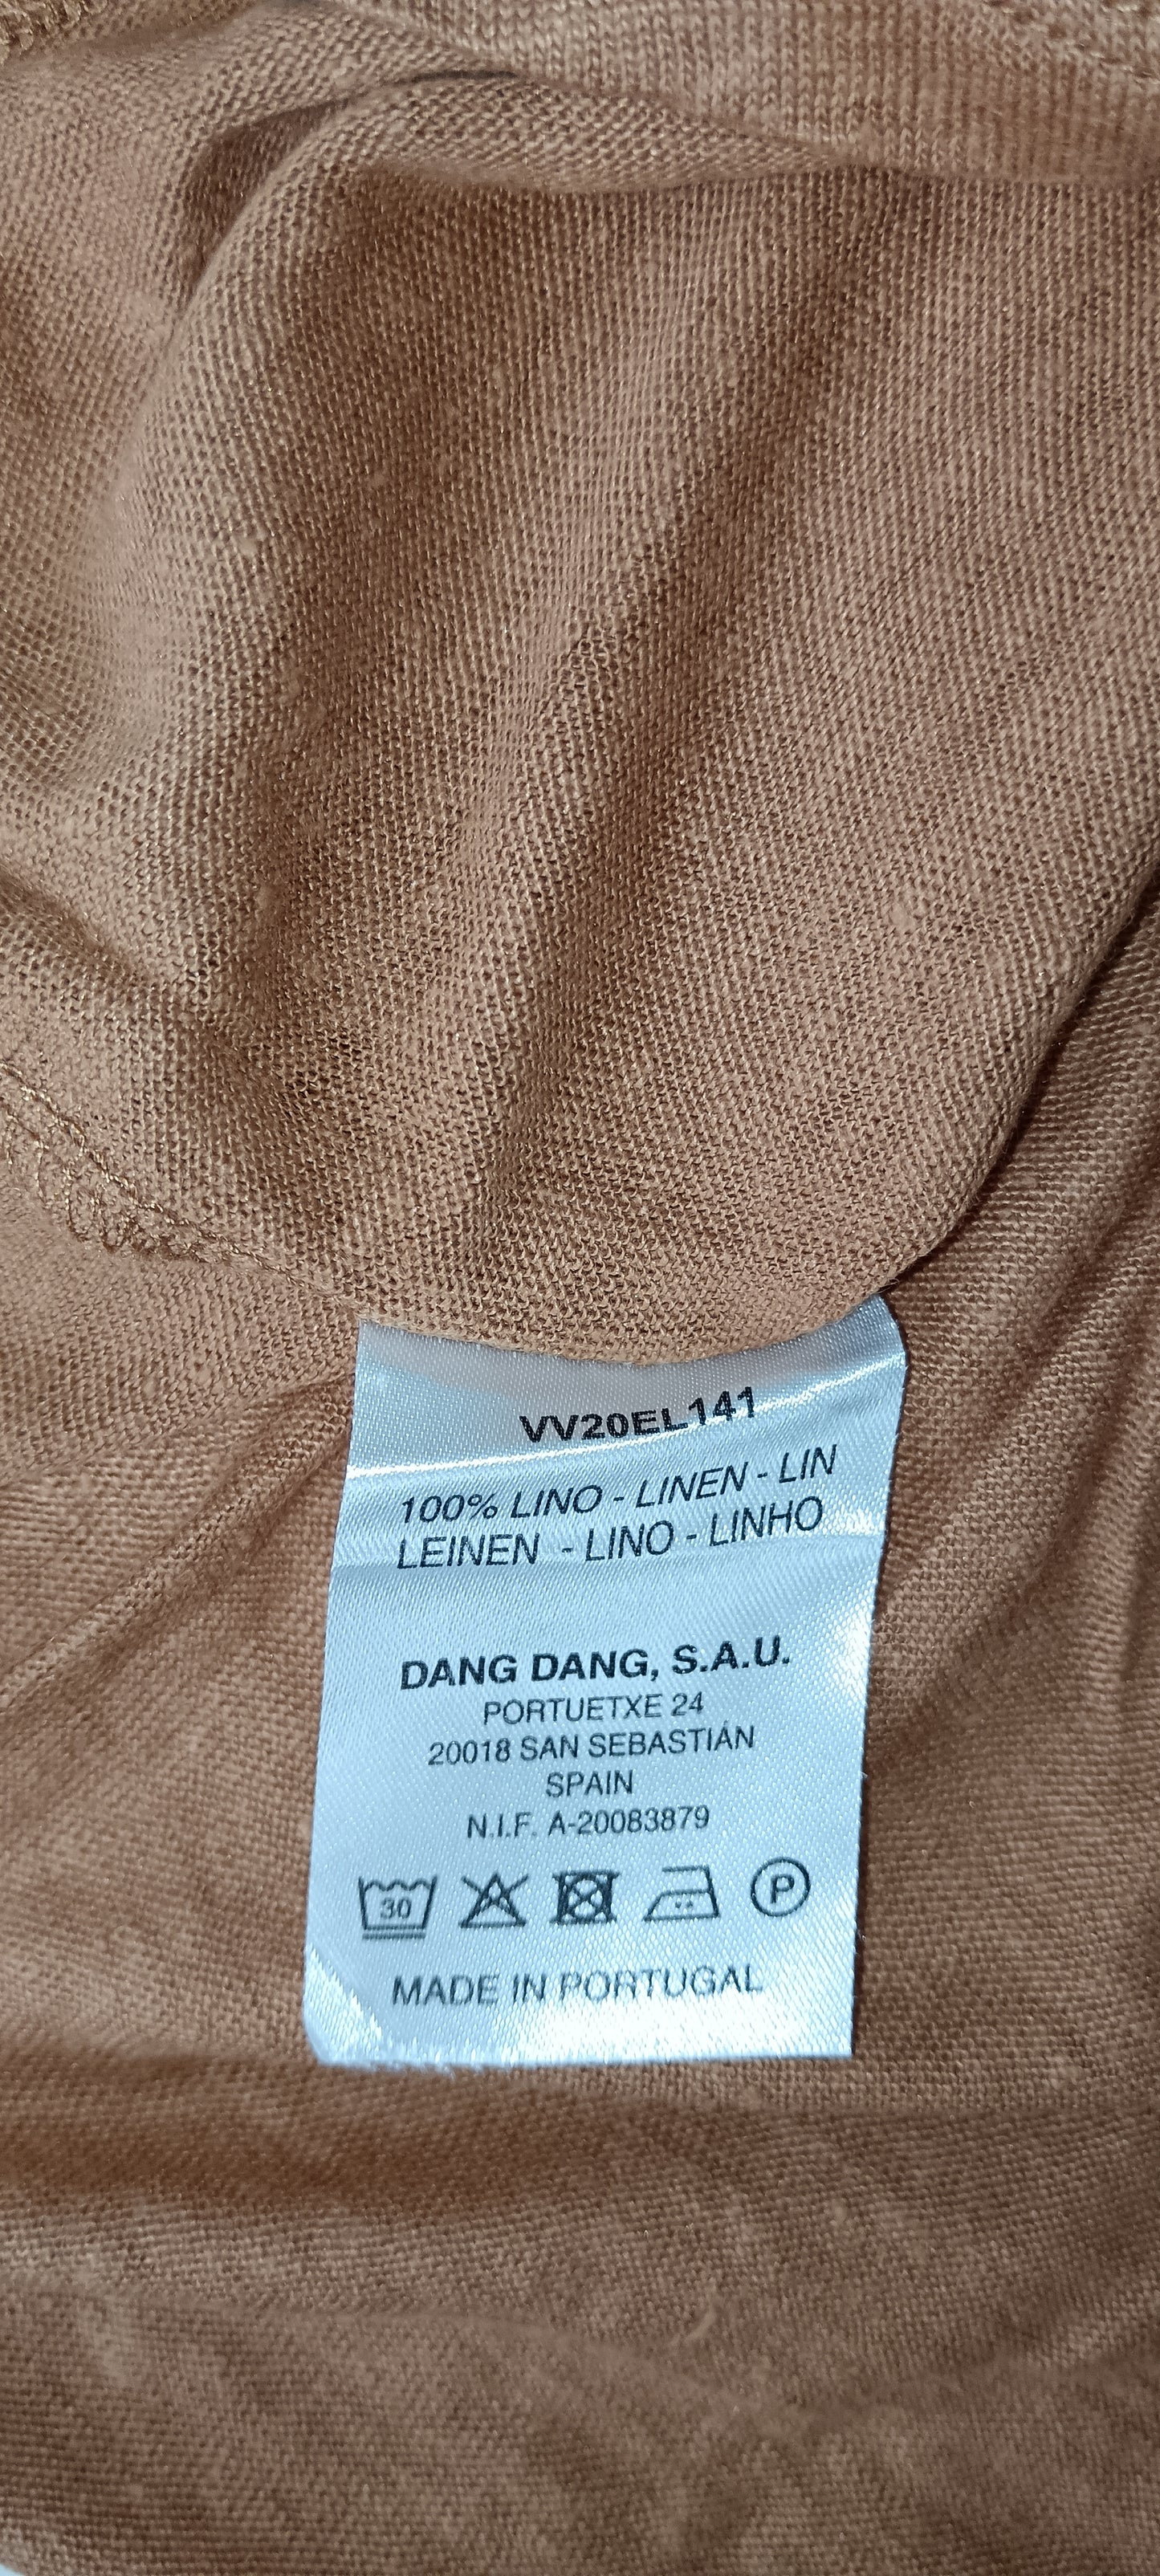 VV20EL141
100% LINO - LINEN - LIN
LEINEN - LINO - LINHO
DANG DANG, S.A.U.
PORTUETXE 24
20018 SAN SEBASTIÁN
SPAIN
N.I.F. A-20083879
30 P
MADE IN PORTUGAL